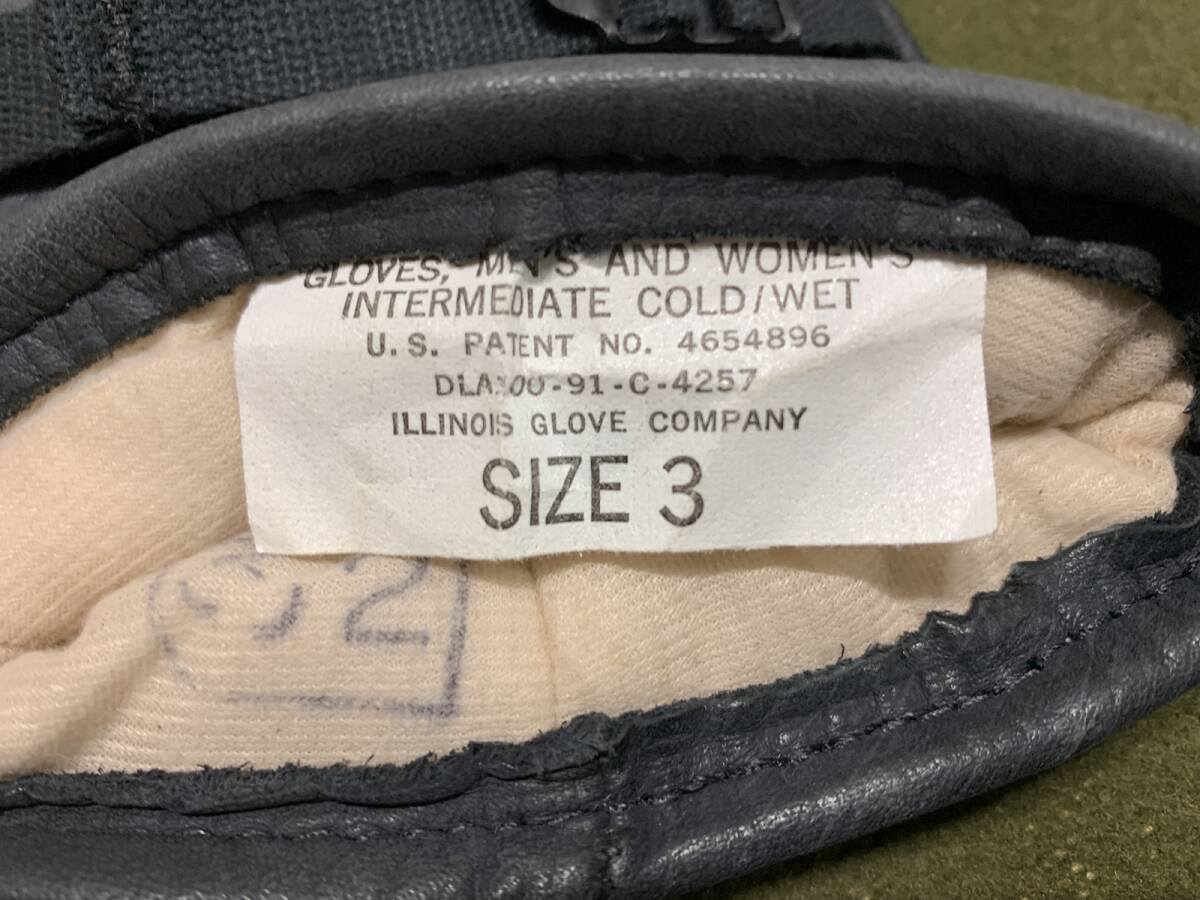 GLOVES, MEN'S AND WOMEN'S
INTERMEDIATE COLD/WET
U.S. PATENT NO. 4654896
DLA100-91-C-4257
ILLINOIS GLOVE COMPANY
SIZE 3